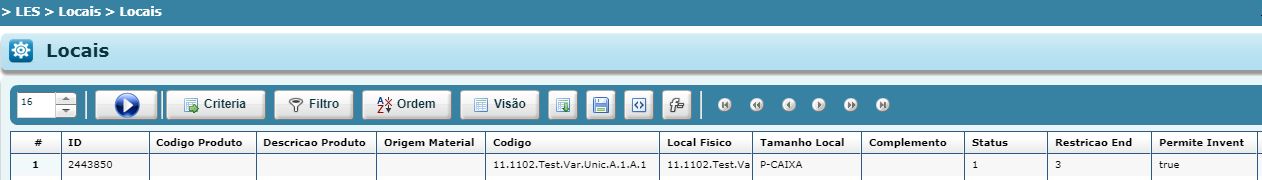 > LES > Locais > Locais
Locais
16 Criteria Filtro Ordem Visão
# ID Codigo Produto Descricao Produto Origem Material Codigo Local Fisico Tamanho Local Complemento Status Restricao End Permite Invent
1 2443850 11.1102.Test.Var.Unic.A.1.A.1 11.1102.Test.Va P-CAIXA 1 3 true